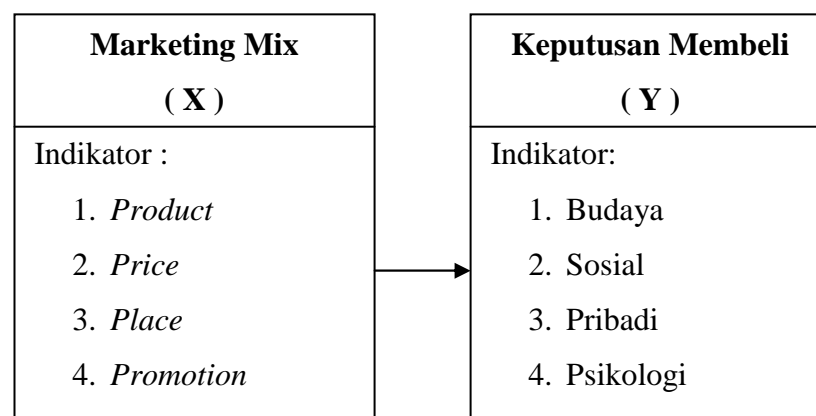 Marketing Mix
( X )
Indikator :
1. Product
2. Price
3. Place
4. Promotion
Keputusan Membeli
( Y )
Indikator:
1. Budaya
2. Sosial
3. Pribadi
4. Psikologi